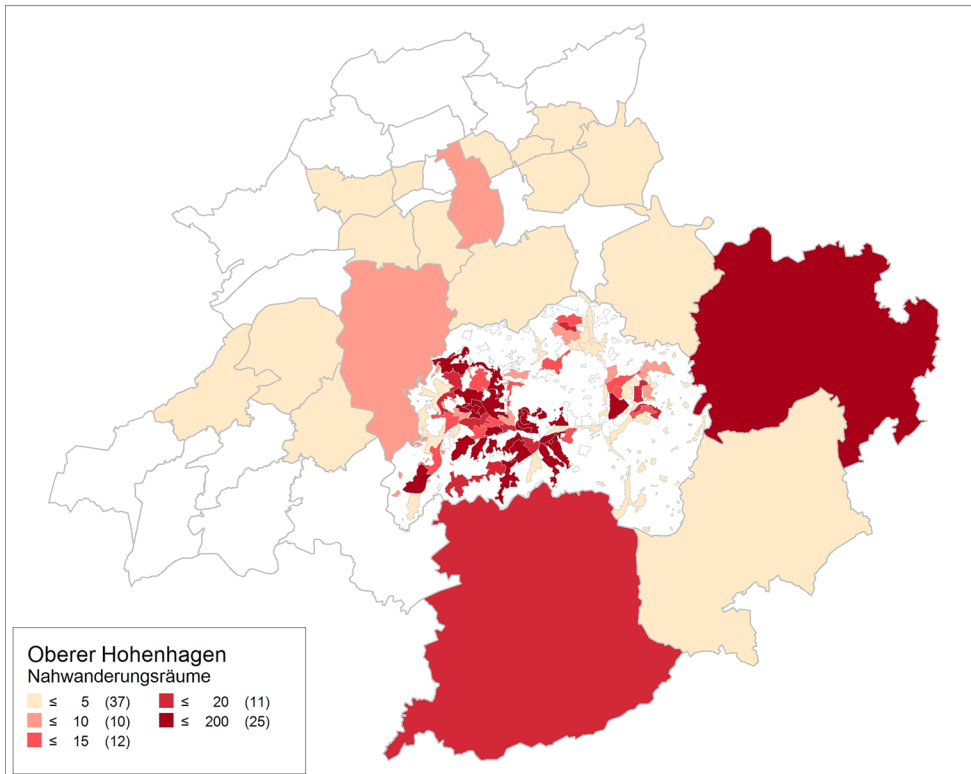 Oberer Hohenhagen
Nahwanderungsräume
≤ 5 (37) ≤ 20 (11)
≤ 10 (10) ≤ 200 (25)
≤ 15 (12)